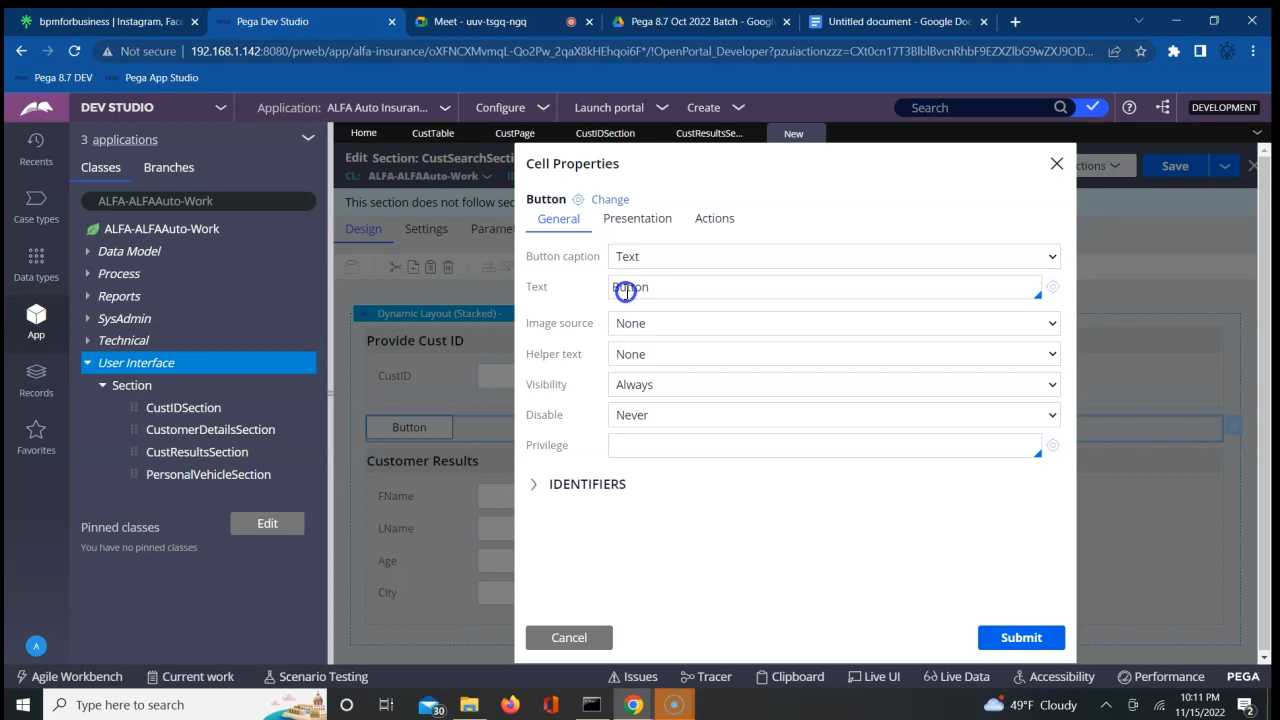 bpmforbusiness | Instagram, Fac
Pega Dev Studio
Meet - uuv-tsgq-ngq
Pega 8.7 Oct 2022 Batch - Googl
Untitled document - Google Doc
Not secure | 192.168.1.142:8080/prweb/app/alfa-insurance/oXFNCXMvmqL-Qo2Pw_2qaX8kHEhqoi6F*/!OpenPortal_Developer?pzuiactionzzz=CXt0cn17T3BlblBvcnRhbF9EZXZlbG9wZXJ9OD...
Pega 8.7 DEV
Pega App Studio
DEV STUDIO
Application: ALFA Auto Insuran...
Configure
Launch portal
Create
Search
DEVELOPMENT
Recents
Case types
Data types
App
Records
Favorites
A
3 applications
Classes
Branches
ALFA-ALFAAuto-Work
ALFA-ALFAAuto-Work
Data Model
Process
Reports
SysAdmin
Technical
User Interface
Section
CustIDSection
CustomerDetailsSection
CustResultsSection
PersonalVehicleSection
Pinned classes
Edit
You have no pinned classes
Home
CustTable
CustPage
CustIDSection
CustResultsSe...
New
Edit Section: CustSearchSecti
CL: ALFA-ALFAAuto-Work
ctions
Save
This section does not follow sec
Design
Settings
Paramet
Dynamic Layout (Stacked) -
Provide Cust ID
CustID
Button
Customer Results
FName
LName
Age
City
Cell Properties
Button
Change
General
Presentation
Actions
Button caption
Text
Text
Button
Image source
None
Helper text
None
Visibility
Always
Disable
Never
Privilege
IDENTIFIERS
Cancel
Submit
Agile Workbench
Current work
Scenario Testing
Issues
Tracer
Clipboard
Live UI
Live Data
Accessibility
Performance
PEGA
Type here to search
30
49°F Cloudy
10:11 PM
11/15/2022
2